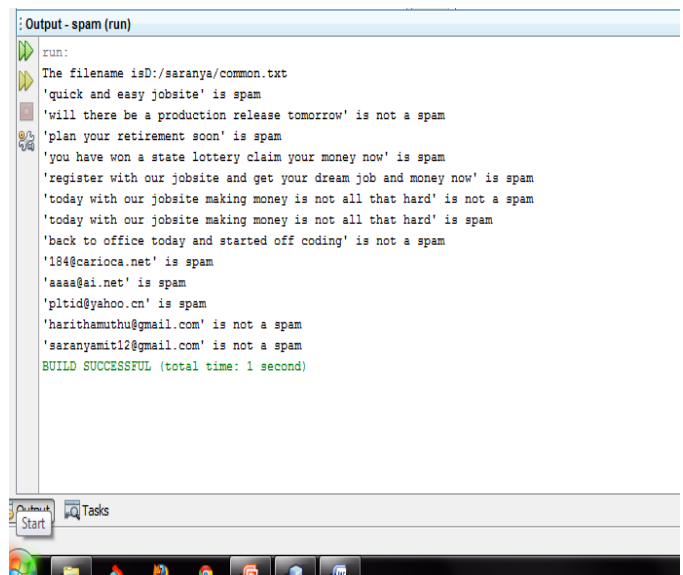 Output - spam (run)
run:
The filename isD:/saranya/common.txt
'quick and easy jobsite' is spam
'will there be a production release tomorrow' is not a spam
'plan your retirement soon' is spam
'you have won a state lottery claim your money now' is spam
'register with our jobsite and get your dream job and money now' is spam
'today with our jobsite making money is not all that hard' is not a spam
'today with our jobsite making money is not all that hard' is spam
'back to office today and started off coding' is not a spam
'184@carioca.net' is spam
'aaaa@ai.net' is spam
'pltid@yahoo.cn' is spam
'harithamuthu@gmail.com' is not a spam
'saranyamit12@gmail.com' is not a spam
BUILD SUCCESSFUL (total time: 1 second)
Output Tasks
Start